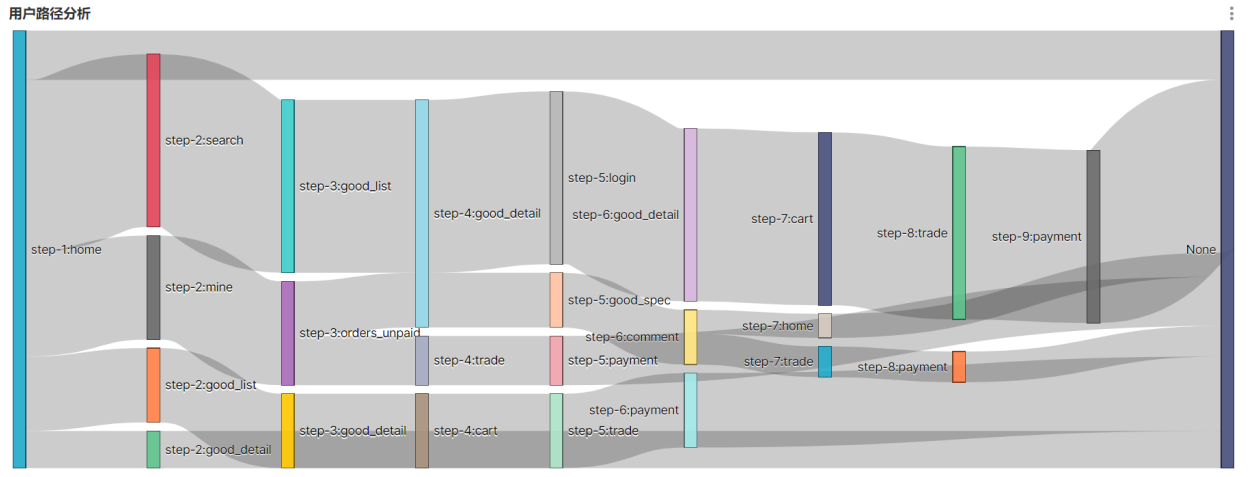 用户路径分析
step-1:home
step-2:search
step-2:mine
step-2:good_list
step-2:good_detail
step-3:good_list
step-3:orders_unpaid
step-3:good_detail
step-4:good_detail
step-4:trade
step-4:cart
step-5:login
step-5:good_spec
step-5:payment
step-5:trade
step-6:good_detail
step-6:comment
step-6:payment
step-7:cart
step-7:home
step-7:trade
step-8:trade
step-8:payment
step-9:payment
None